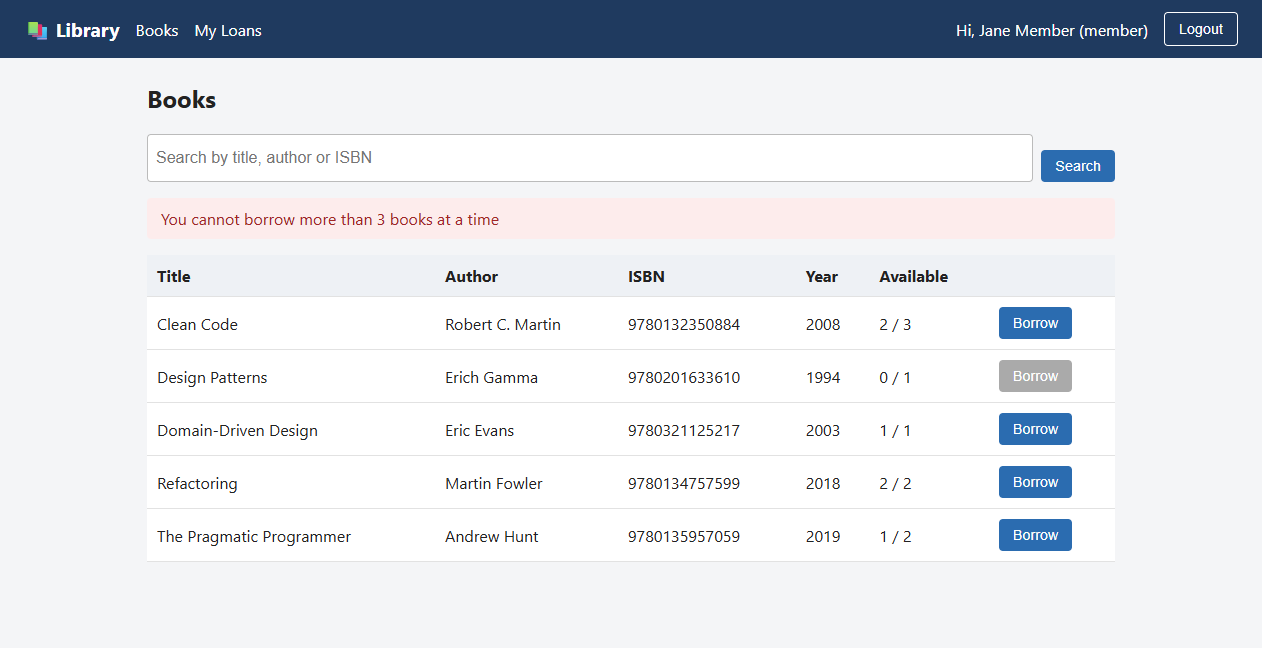 Library Books My Loans Hi, Jane Member (member) Logout
Books
Search by title, author or ISBN
Search
You cannot borrow more than 3 books at a time
Title Author ISBN Year Available
Clean Code Robert C. Martin 9780132350884 2008 2 / 3 Borrow
Design Patterns Erich Gamma 9780201633610 1994 0 / 1 Borrow
Domain-Driven Design Eric Evans 9780321125217 2003 1 / 1 Borrow
Refactoring Martin Fowler 9780134757599 2018 2 / 2 Borrow
The Pragmatic Programmer Andrew Hunt 9780135957059 2019 1 / 2 Borrow